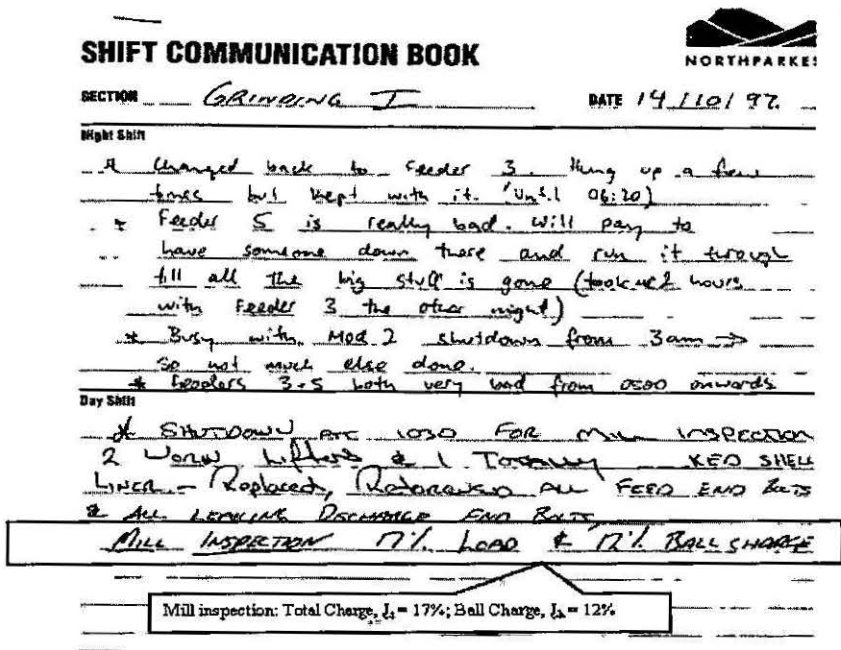 SHIFT COMMUNICATION BOOK
NORTHPARKES
SECTION GRINDING I DATE 14/10/97.
Night Shift
* Changed back to Feeder 3. Hung up a few
times but kept with it. (Until 06:20)
* Feeder 5 is really bad. Will pay to
have someone down there and run it through
till all the big stuff is gone (took 2 hours
with Feeder 3 the other night)
* Busy with Mod 2 shutdown from 3am →
so not much else done.
* Feeders 3+5 both very bad from 0500 onwards
Day Shift
* SHUTDOWN 1030 FOR MILL INSPECTION
2 WORN Lifters & 1 TOTALLY SHELL
LINER - Replaced, ALL FEED END BOLTS
& ALL LEAKING DISCHARGE END BOLTS,
MILL INSPECTION 17% LOAD & 12% BALL CHARGE
Mill inspection: Total Charge, Jt = 17%; Ball Charge, Jb = 12%